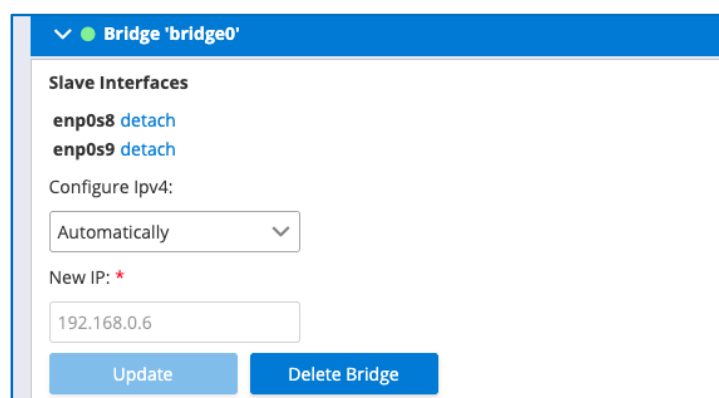 Bridge 'bridge0'
Slave Interfaces
enp0s8 detach
enp0s9 detach
Configure Ipv4:
Automatically
New IP: *
192.168.0.6
Update Delete Bridge